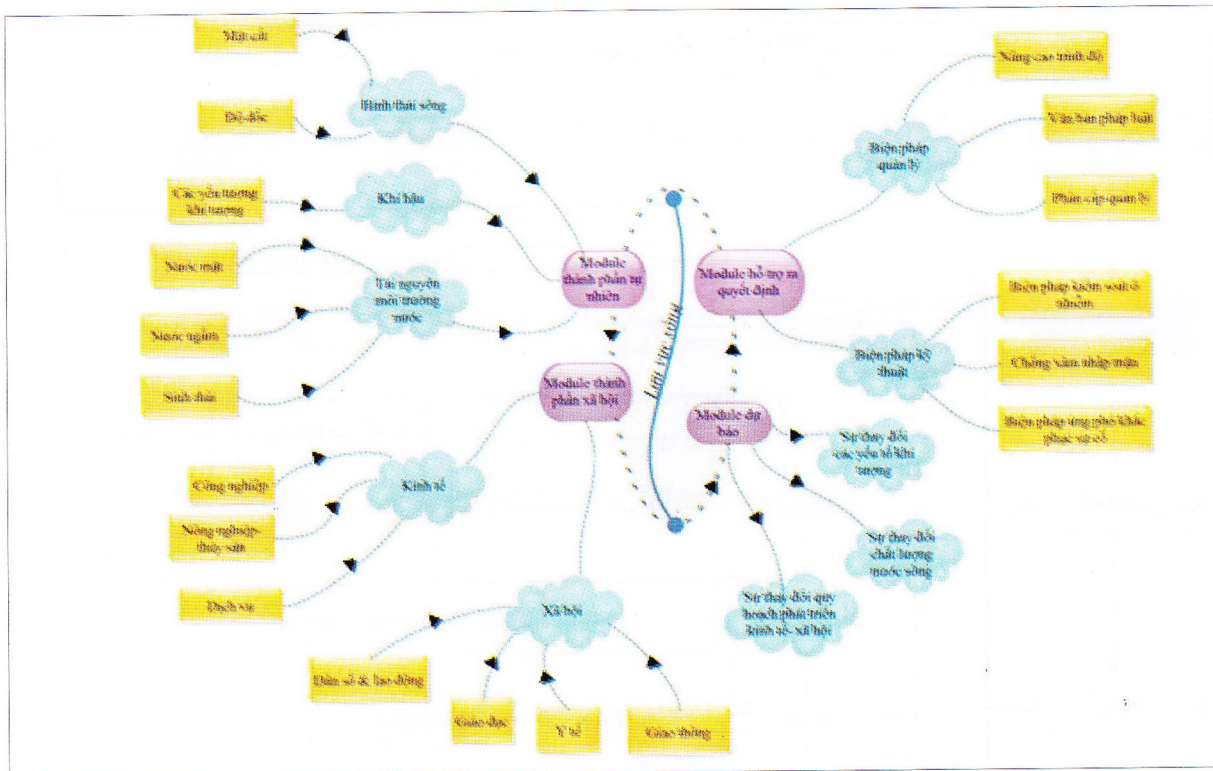 Mặt cắt
Độ dốc
Hình thái sông
Các yếu tượng
khí tượng
Khí hậu
Nước mặt
Nước ngầm
Sinh thái
Tài nguyên
môi trường
nước
Module
thành phần tự
nhiên
Module thành
phần xã hội
Công nghiệp
Nông nghiệp-
thủy sản
Dịch vụ
Kinh tế
Xã hội
Dân số & lao động
Giáo dục
Y tế
Giao thông
Lưu vực sông
Module hỗ trợ ra
quyết định
Module dự
báo
Biện pháp
quản lý
Nâng cao trình độ
Văn bản pháp luật
Phân cấp quản lý
Biện pháp kỹ
thuật
Biện pháp kiểm soát ô
nhiễm
Chống xâm nhập mặn
Biện pháp ứng phó khắc
phục sự cố
Sự thay đổi
các yếu tố khí
tượng
Sự thay đổi
chất lượng
nước sông
Sự thay đổi quy
hoạch phát triển
kinh tế- xã hội